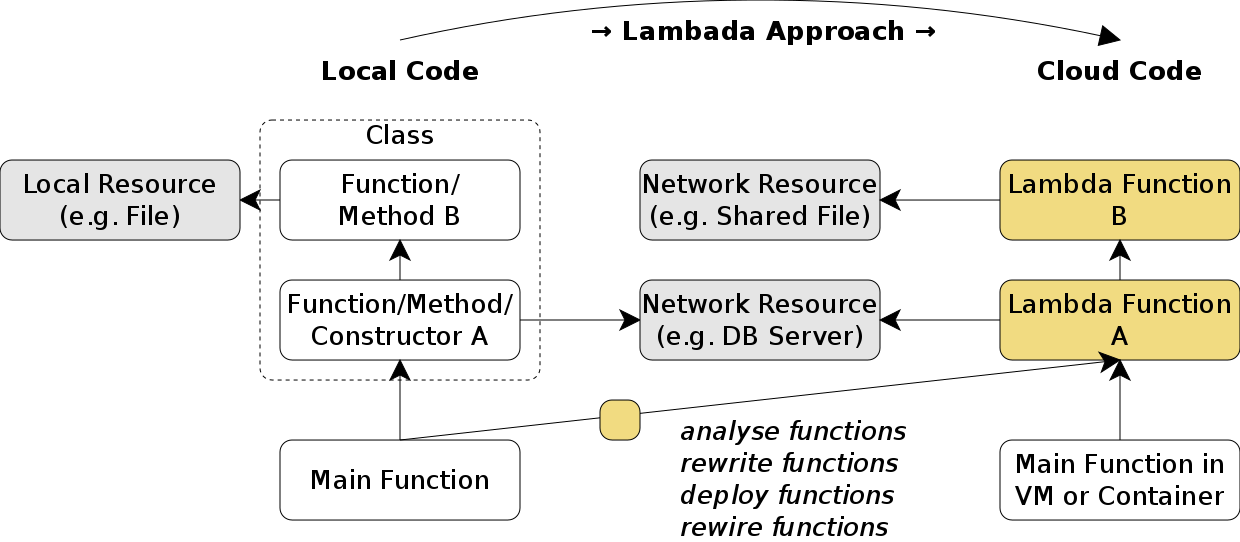 → Lambada Approach →
Local Code
Cloud Code
Class
Local Resource
(e.g. File)
Function/
Method B
Network Resource
(e.g. Shared File)
Lambda Function
B
Function/Method/
Constructor A
Network Resource
(e.g. DB Server)
Lambda Function
A
Main Function
analyse functions
rewrite functions
deploy functions
rewire functions
Main Function in
VM or Container